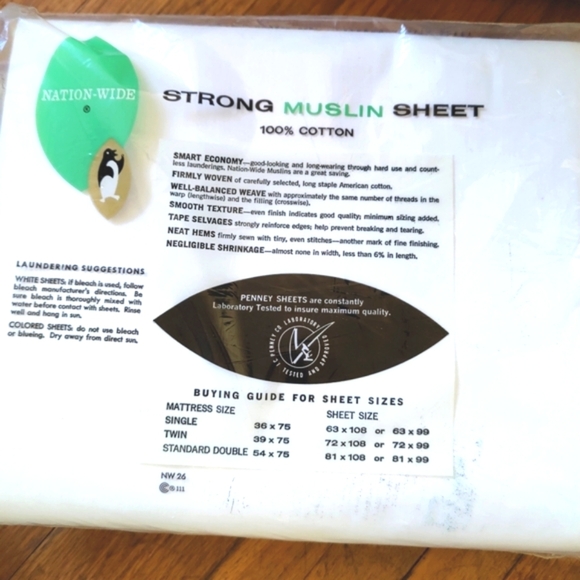 NATION-WIDE
®
STRONG MUSLIN SHEET
100% COTTON
SMART ECONOMY—good-looking and long-wearing through hard use and count-
less launderings. Nation-Wide Muslins are a great saving.
FIRMLY WOVEN of carefully selected, long staple American cotton.
WELL-BALANCED WEAVE with approximately the same number of threads in the
warp (lengthwise) and the filling (crosswise).
SMOOTH TEXTURE—even finish indicates good quality; minimum sizing added.
TAPE SELVAGES strongly reinforce edges; help prevent breaking and tearing.
NEAT HEMS firmly sewn with tiny, even stitches—another mark of fine finishing.
NEGLIGIBLE SHRINKAGE—almost none in width, less than 6% in length.
LAUNDERING SUGGESTIONS
WHITE SHEETS: if bleach is used, follow
bleach manufacturer's directions. Be
sure bleach is thoroughly mixed with
water before contact with sheets. Rinse
well and hang in sun.
COLORED SHEETS: do not use bleach
or blueing. Dry away from direct sun.
PENNEY SHEETS are constantly
Laboratory Tested to insure maximum quality.
J. C. PENNEY CO. LABORATORY
TESTED AND APPROVED
BUYING GUIDE FOR SHEET SIZES
MATTRESS SIZE SHEET SIZE
SINGLE 36 x 75 63 x 108 or 63 x 99
TWIN 39 x 75 72 x 108 or 72 x 99
STANDARD DOUBLE 54 x 75 81 x 108 or 81 x 99
NW 26
111